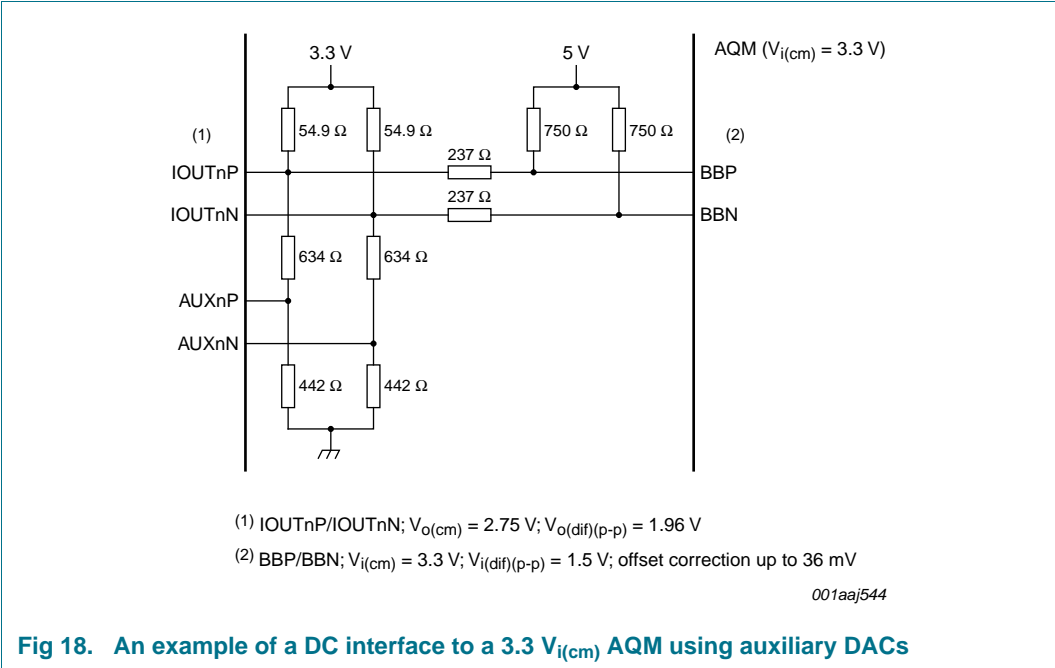 3.3 V
5 V
AQM (Vi(cm) = 3.3 V)
(1)
54.9 Ω
54.9 Ω
750 Ω
750 Ω
(2)
237 Ω
IOUTnP
BBP
237 Ω
IOUTnN
BBN
634 Ω
634 Ω
AUXnP
AUXnN
442 Ω
442 Ω
(1) IOUTnP/IOUTnN; Vo(cm) = 2.75 V; Vo(dif)(p-p) = 1.96 V
(2) BBP/BBN; Vi(cm) = 3.3 V; Vi(dif)(p-p) = 1.5 V; offset correction up to 36 mV
001aaj544
Fig 18. An example of a DC interface to a 3.3 Vi(cm) AQM using auxiliary DACs